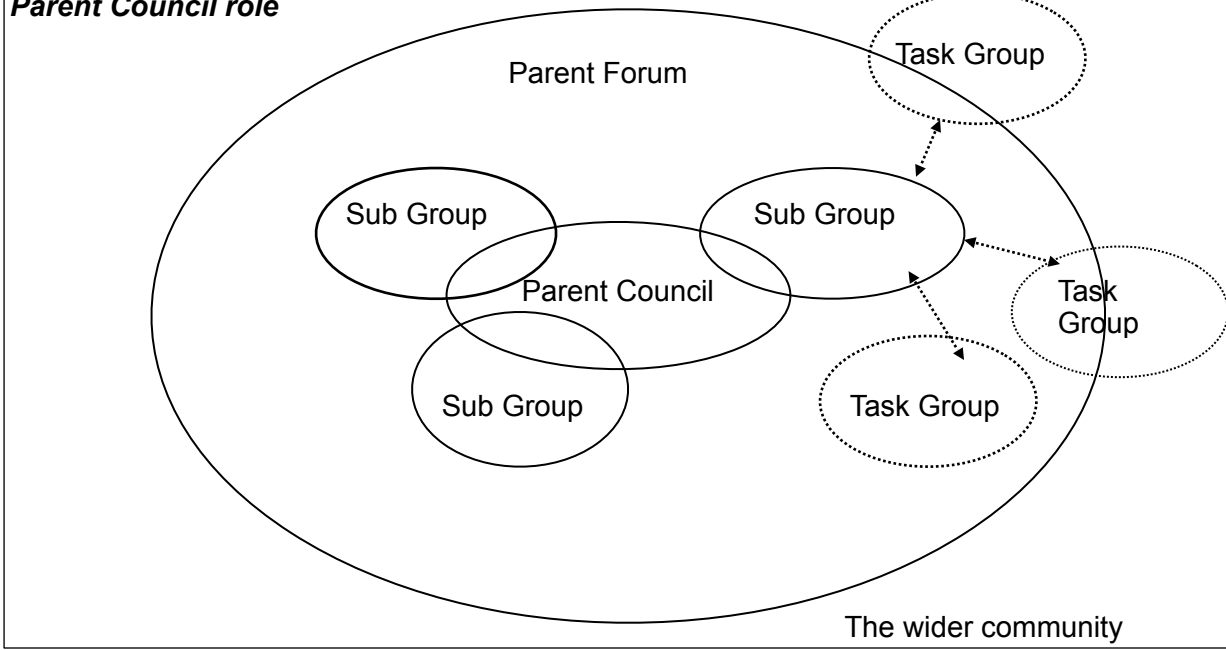 Parent Council role
Task Group
Parent Forum
Sub Group
Sub Group
Parent Council
Task
Group
Sub Group
Task Group
The wider community